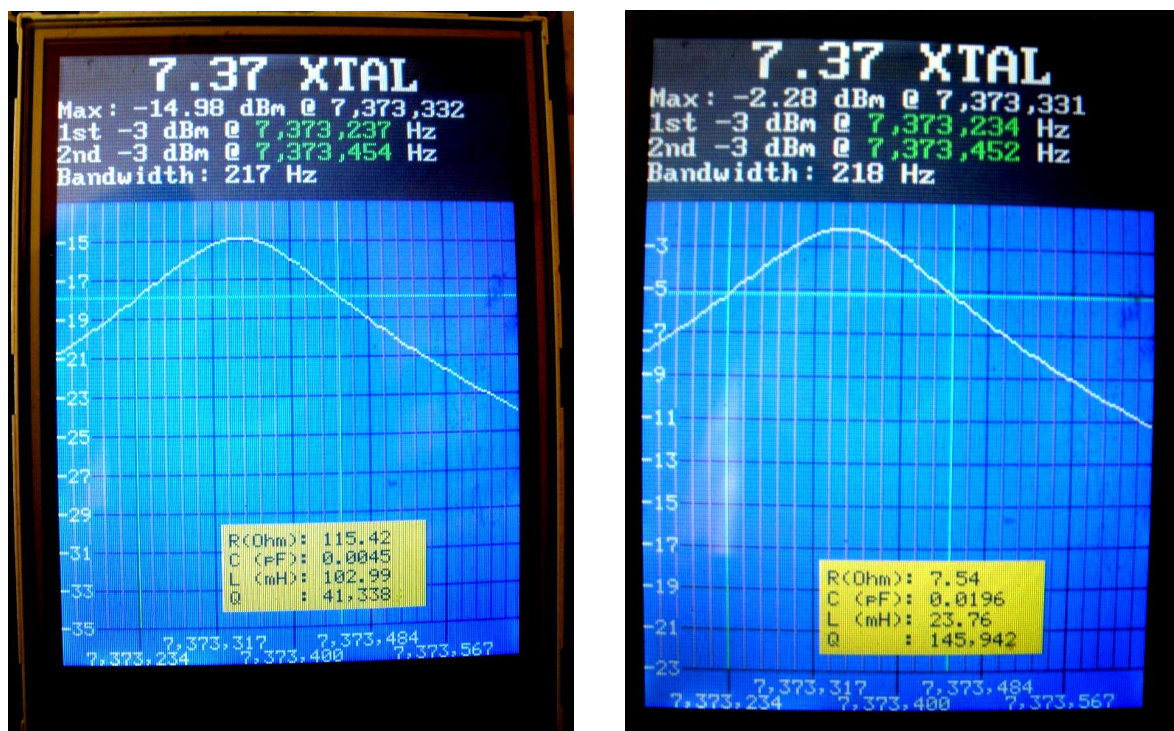 7.37 XTAL
Max: -14.98 dBm @ 7,373,332
1st -3 dBm @ 7,373,237 Hz
2nd -3 dBm @ 7,373,454 Hz
Bandwidth: 217 Hz
-15
-17
-19
-21
-23
-25
-27
-29
-31
-33
-35
R(Ohm): 115.42
C (pF): 0.0045
L (mH): 102.99
Q : 41,338
7,373,317 7,373,484
7,373,234 7,373,400 7,373,567
7.37 XTAL
Max: -2.28 dBm @ 7,373,331
1st -3 dBm @ 7,373,234 Hz
2nd -3 dBm @ 7,373,452 Hz
Bandwidth: 218 Hz
-3
-5
-7
-9
-11
-13
-15
-17
-19
-21
-23
R(Ohm): 7.54
C (pF): 0.0196
L (mH): 23.76
Q : 145,942
7,373,317 7,373,484
7,373,234 7,373,400 7,373,567